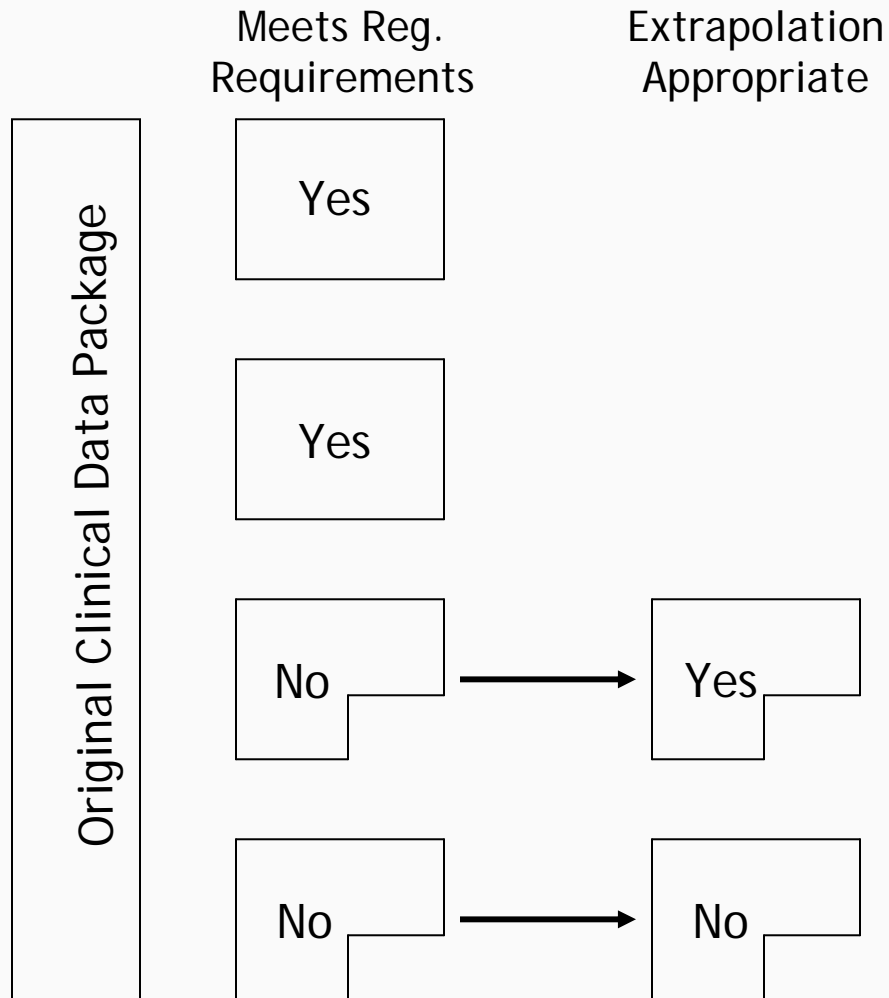 Meets Reg.
Requirements
Extrapolation
Appropriate
Original Clinical Data Package
Yes
Yes
No
Yes
No
No